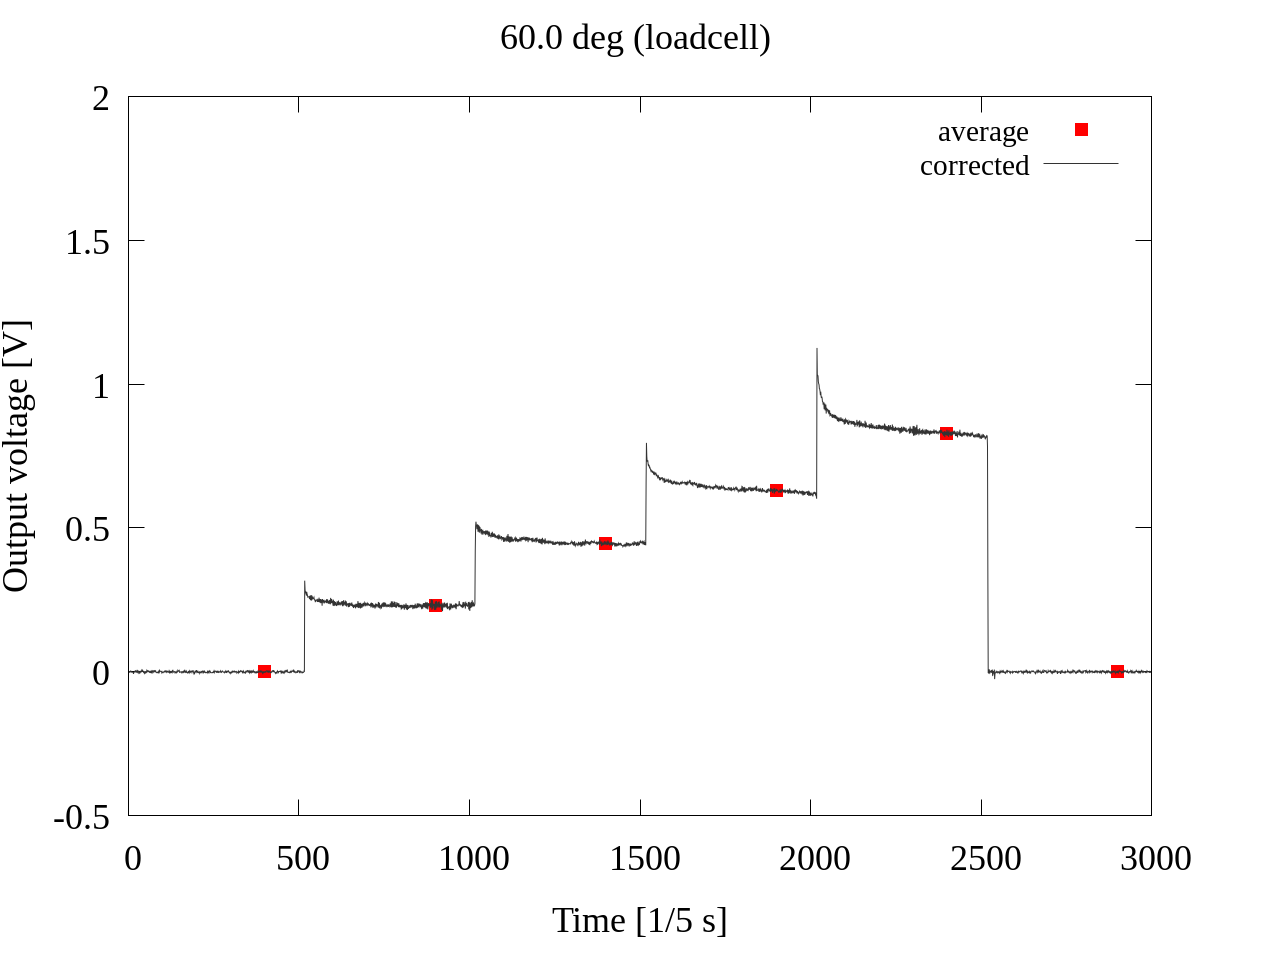 60.0 deg (loadcell)
average
corrected
2
1.5
1
0.5
0
-0.5
Output voltage [V]
0 500 1000 1500 2000 2500 3000
Time [1/5 s]